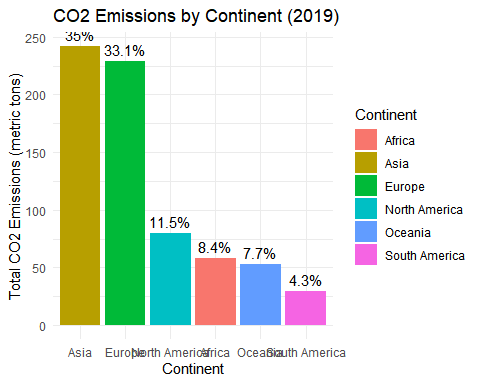 CO2 Emissions by Continent (2019)
Total CO2 Emissions (metric tons)
250
200
150
100
50
0
35%
33.1%
11.5%
8.4%
7.7%
4.3%
Asia
Europe
North America
Africa
Oceania
South America
Continent
Continent
Africa
Asia
Europe
North America
Oceania
South America